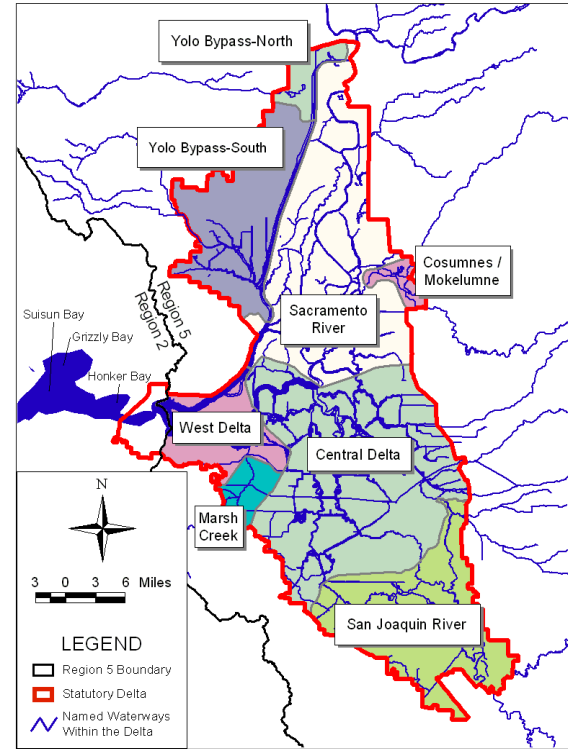 Yolo Bypass-North
Yolo Bypass-South
Cosumnes /
Mokelumne
Region 5
Region 2
Sacramento
River
Suisun Bay
Grizzly Bay
Honker Bay
West Delta
Central Delta
Marsh
Creek
San Joaquin River
N
3 0 3 6 Miles
LEGEND
Region 5 Boundary
Statutory Delta
Named Waterways
Within the Delta